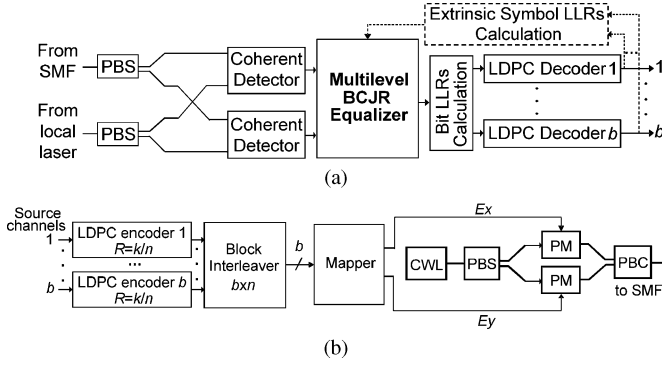 Extrinsic Symbol LLRs
Calculation
From
SMF
PBS
Coherent
Detector
Multilevel
BCJR
Equalizer
Bit LLRs
Calculation
LDPC Decoder 1
1
From
local
laser
PBS
Coherent
Detector
LDPC Decoder b
b
(a)
Source
channels
1
LDPC encoder 1
R=k/n
...
b
LDPC encoder b
R=k/n
Block
Interleaver
bxn
b
Mapper
Ex
CWL
PBS
PM
PM
PBC
to SMF
Ey
(b)